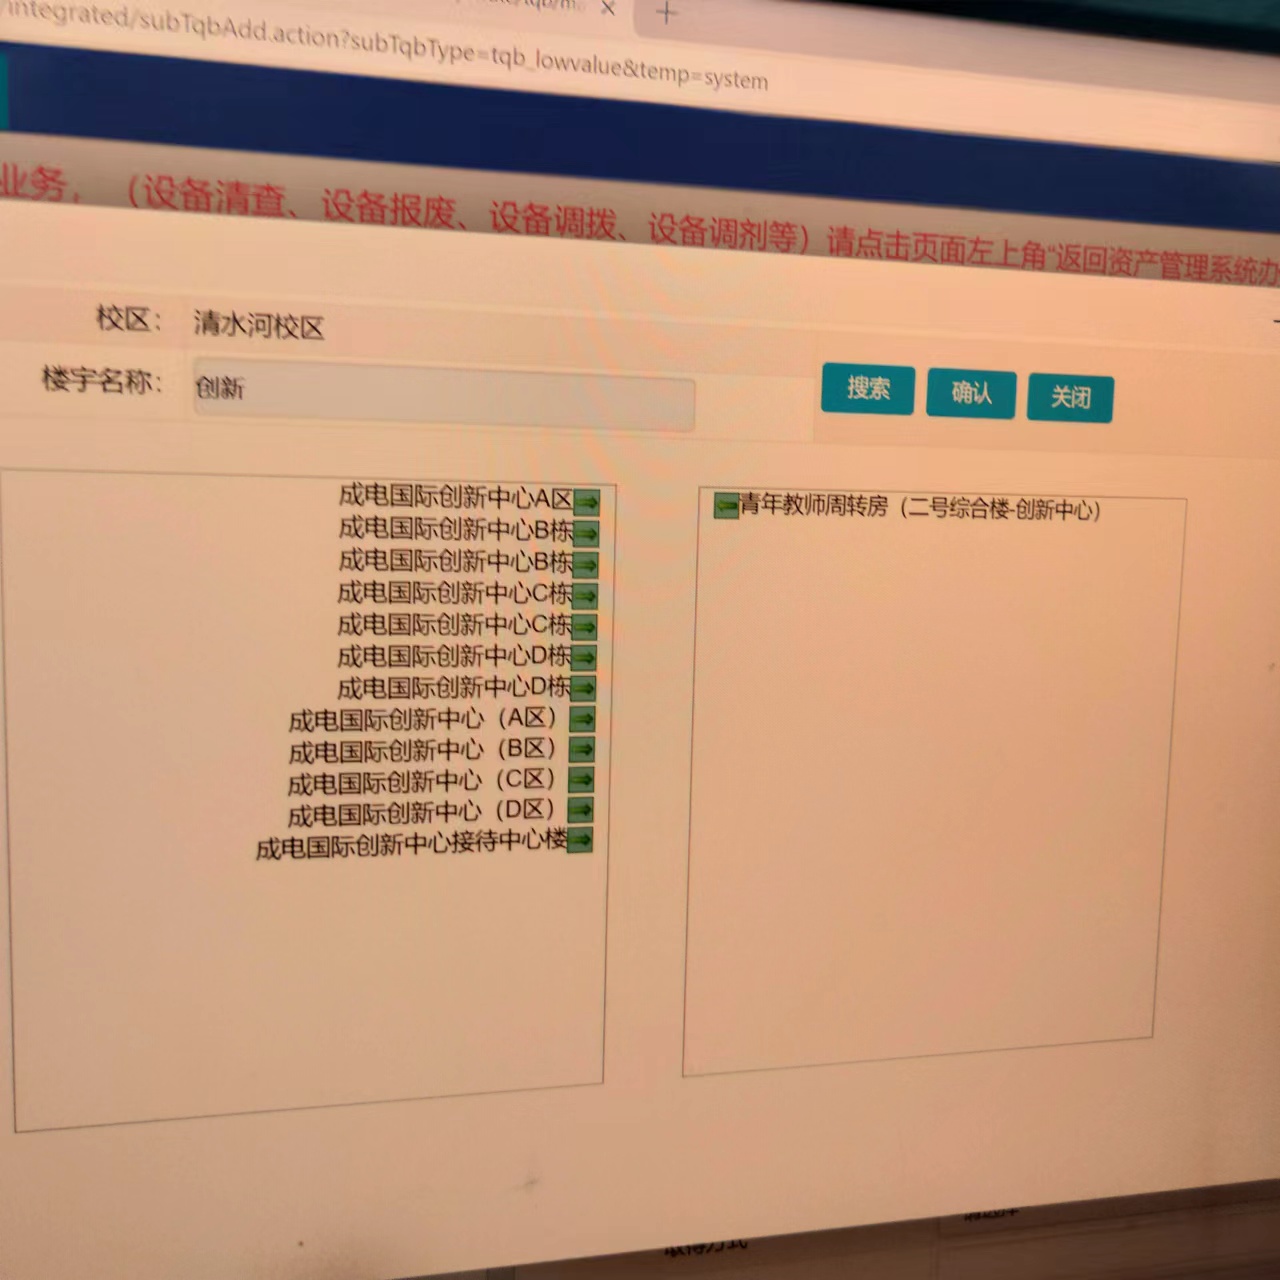 /integrated/subTqbAdd.action?subTqbType=tqb_lowvalue&temp=system
业务，（设备清查、设备报废、设备调拨、设备调剂等）请点击页面左上角“返回资产管理系统办
校区： 清水河校区
楼宇名称： 创新 搜索 确认 关闭
成电国际创新中心A区
成电国际创新中心B栋
成电国际创新中心B栋
成电国际创新中心C栋
成电国际创新中心C栋
成电国际创新中心D栋
成电国际创新中心D栋
成电国际创新中心（A区）
成电国际创新中心（B区）
成电国际创新中心（C区）
成电国际创新中心（D区）
成电国际创新中心接待中心楼
青年教师周转房（二号综合楼-创新中心）
取得方式